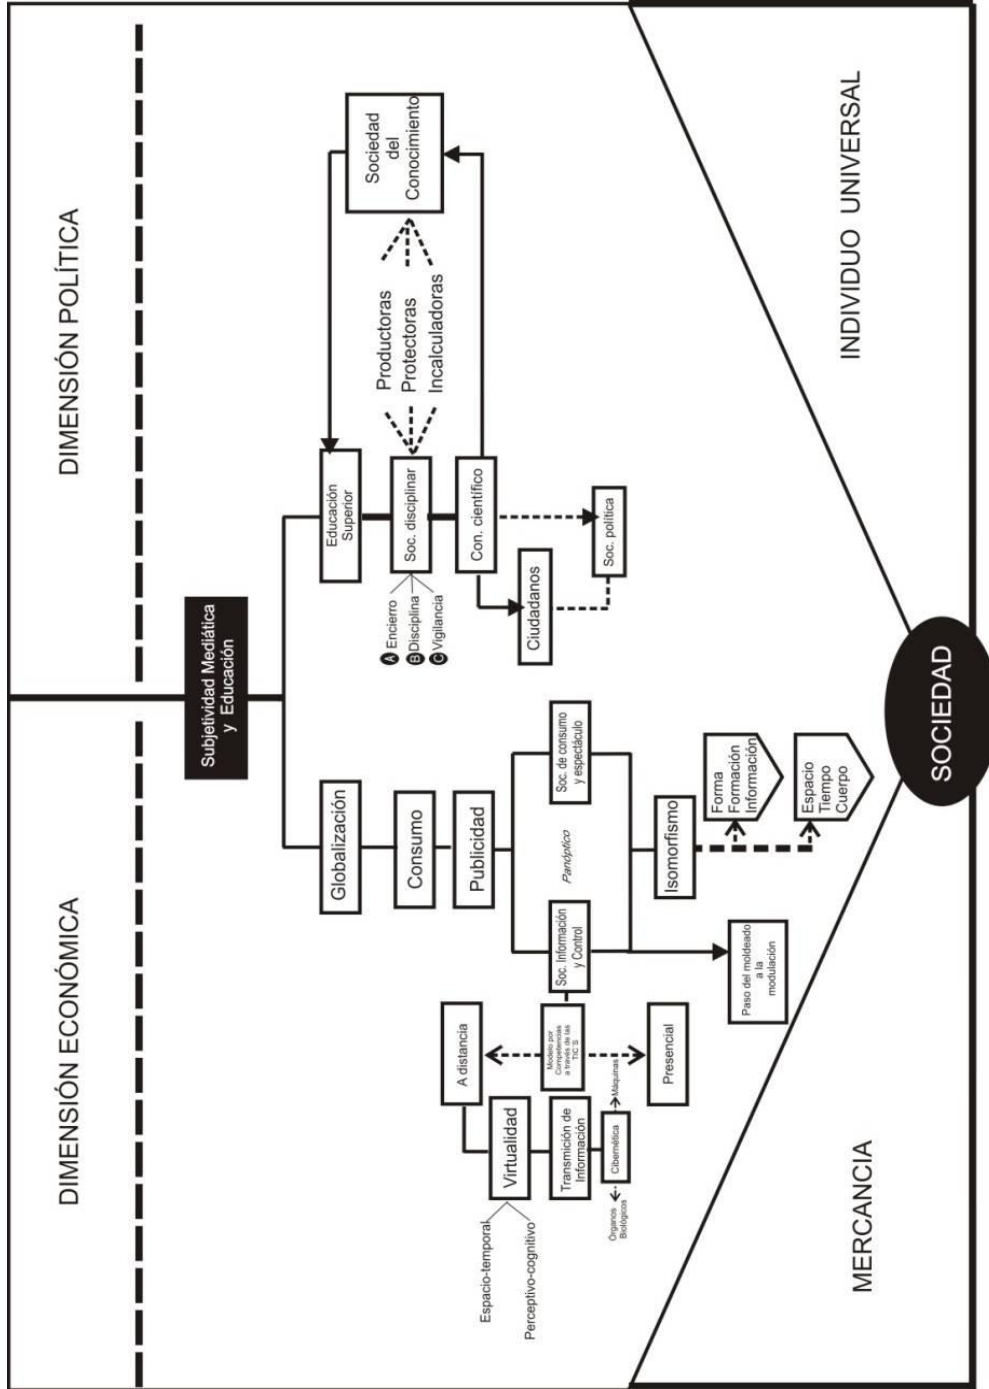 DIMENSIÓN ECONÓMICA
DIMENSIÓN POLÍTICA
Subjetividad Mediática
y Educación
Globalización
Consumo
Publicidad
Soc. Información
y Control
Panóptico
Soc. de consumo
y espectáculo
Isomorfismo
Forma
Formación
Información
Espacio
Tiempo
Cuerpo
Paso del moldeado
a la
modulación
A distancia
Modelo por
Competencias
a través de las
TIC´S
Presencial
Virtualidad
Espacio-temporal
Perceptivo-cognitivo
Transmición de
Información
Órganos
Biológicos
Cibernética
Máquinas
Educación
Superior
Soc. disciplinar
A Encierro
B Disciplina
C Vigilancia
Con. científico
Ciudadanos
Soc. política
Productoras
Protectoras
Incalculadoras
Sociedad
del
Conocimiento
MERCANCIA
SOCIEDAD
INDIVIDUO UNIVERSAL